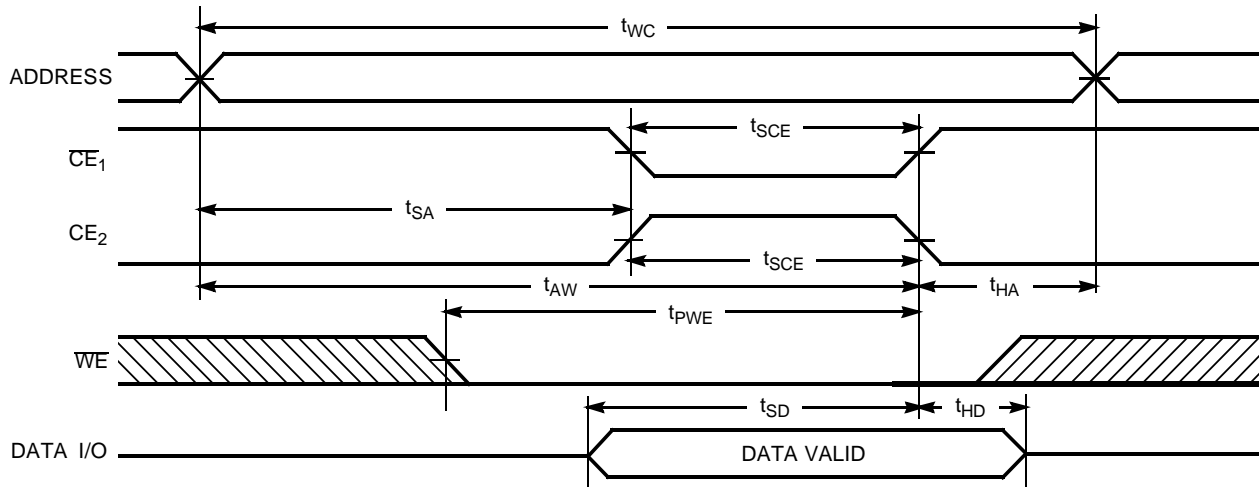 tWC
ADDRESS
tSCE
CE1
tSA
CE2
tSCE
tAW
tHA
tPWE
WE
tSD
tHD
DATA I/O
DATA VALID